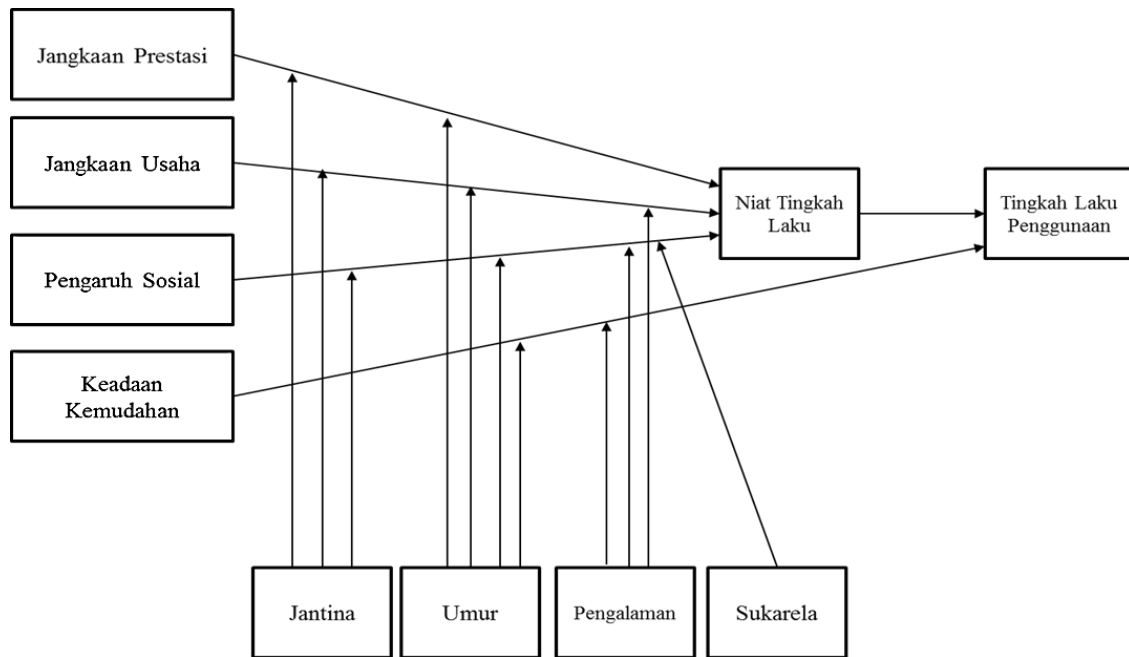 Jangkaan Prestasi
Jangkaan Usaha
Pengaruh Sosial
Keadaan
Kemudahan
Niat Tingkah
Laku
Tingkah Laku
Penggunaan
Jantina
Umur
Pengalaman
Sukarela